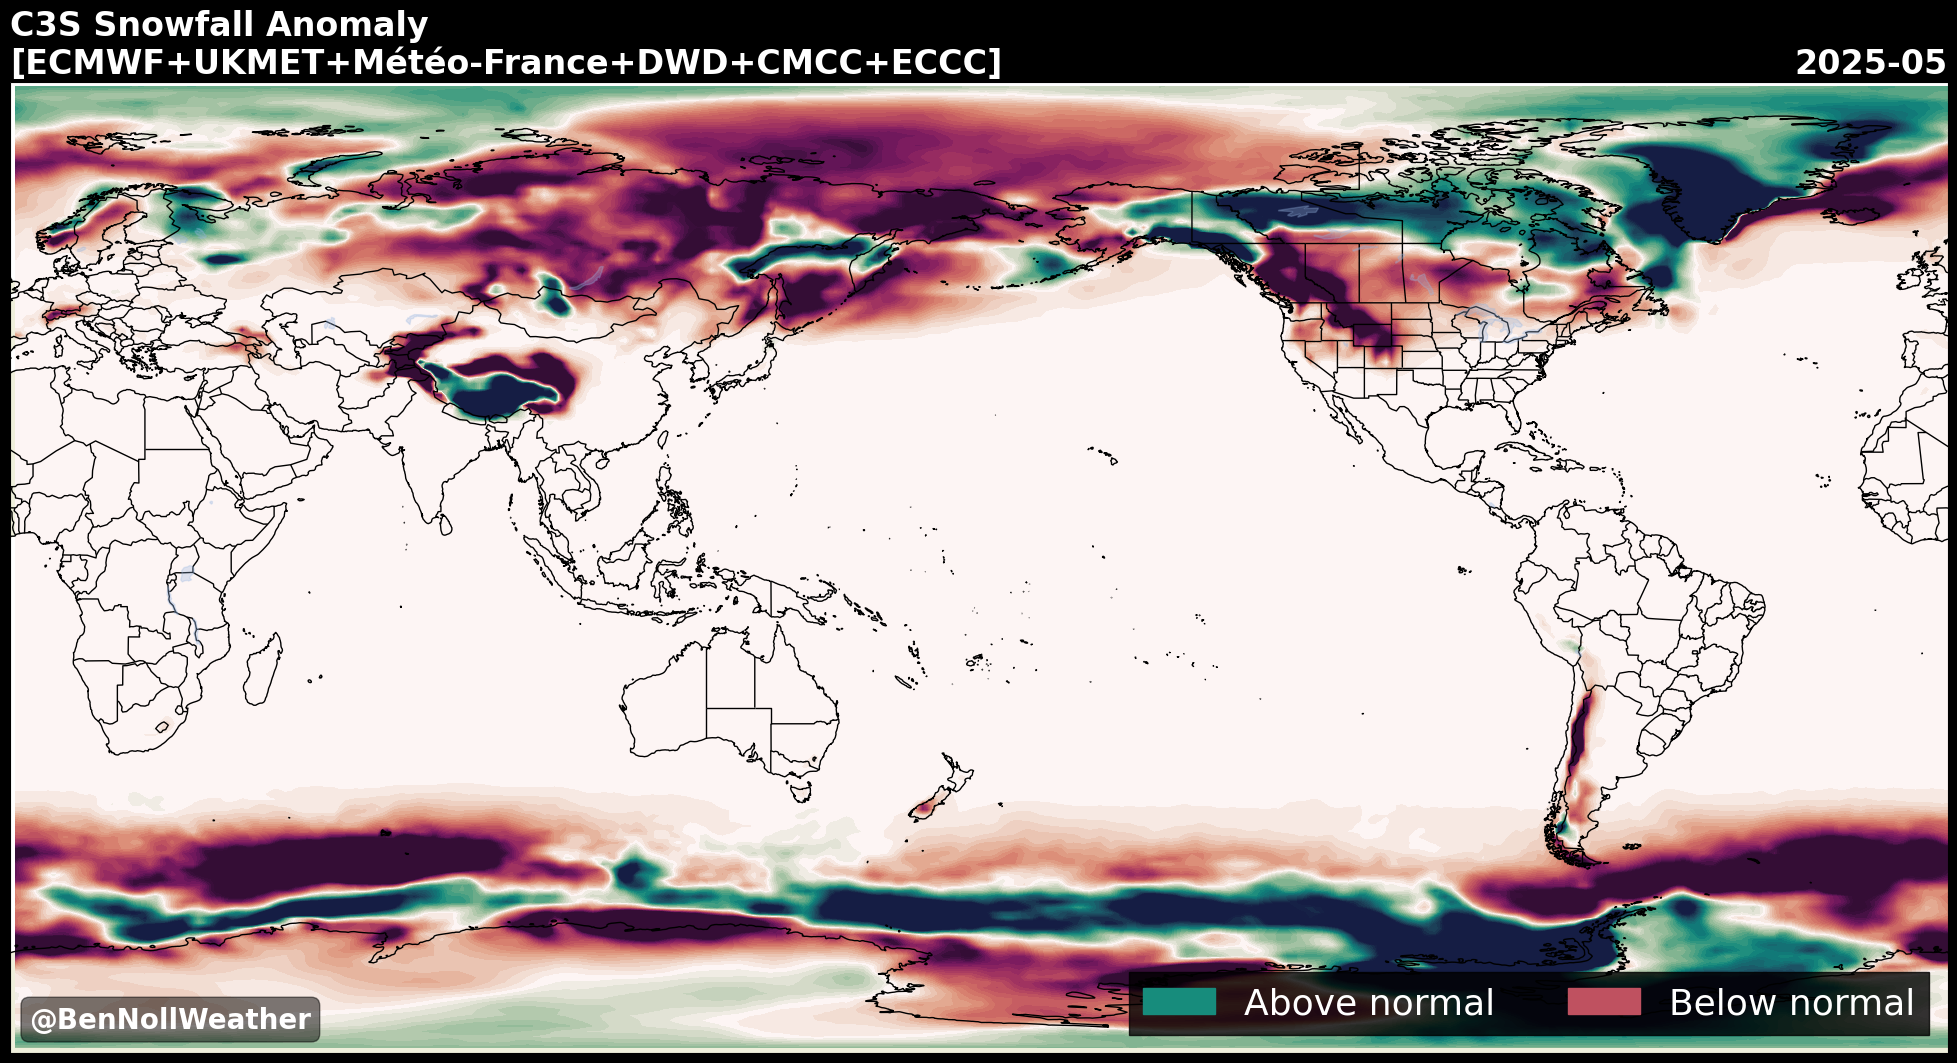 C3S Snowfall Anomaly
[ECMWF+UKMET+Météo-France+DWD+CMCC+ECCC]
2025-05
@BenNollWeather
Above normal
Below normal